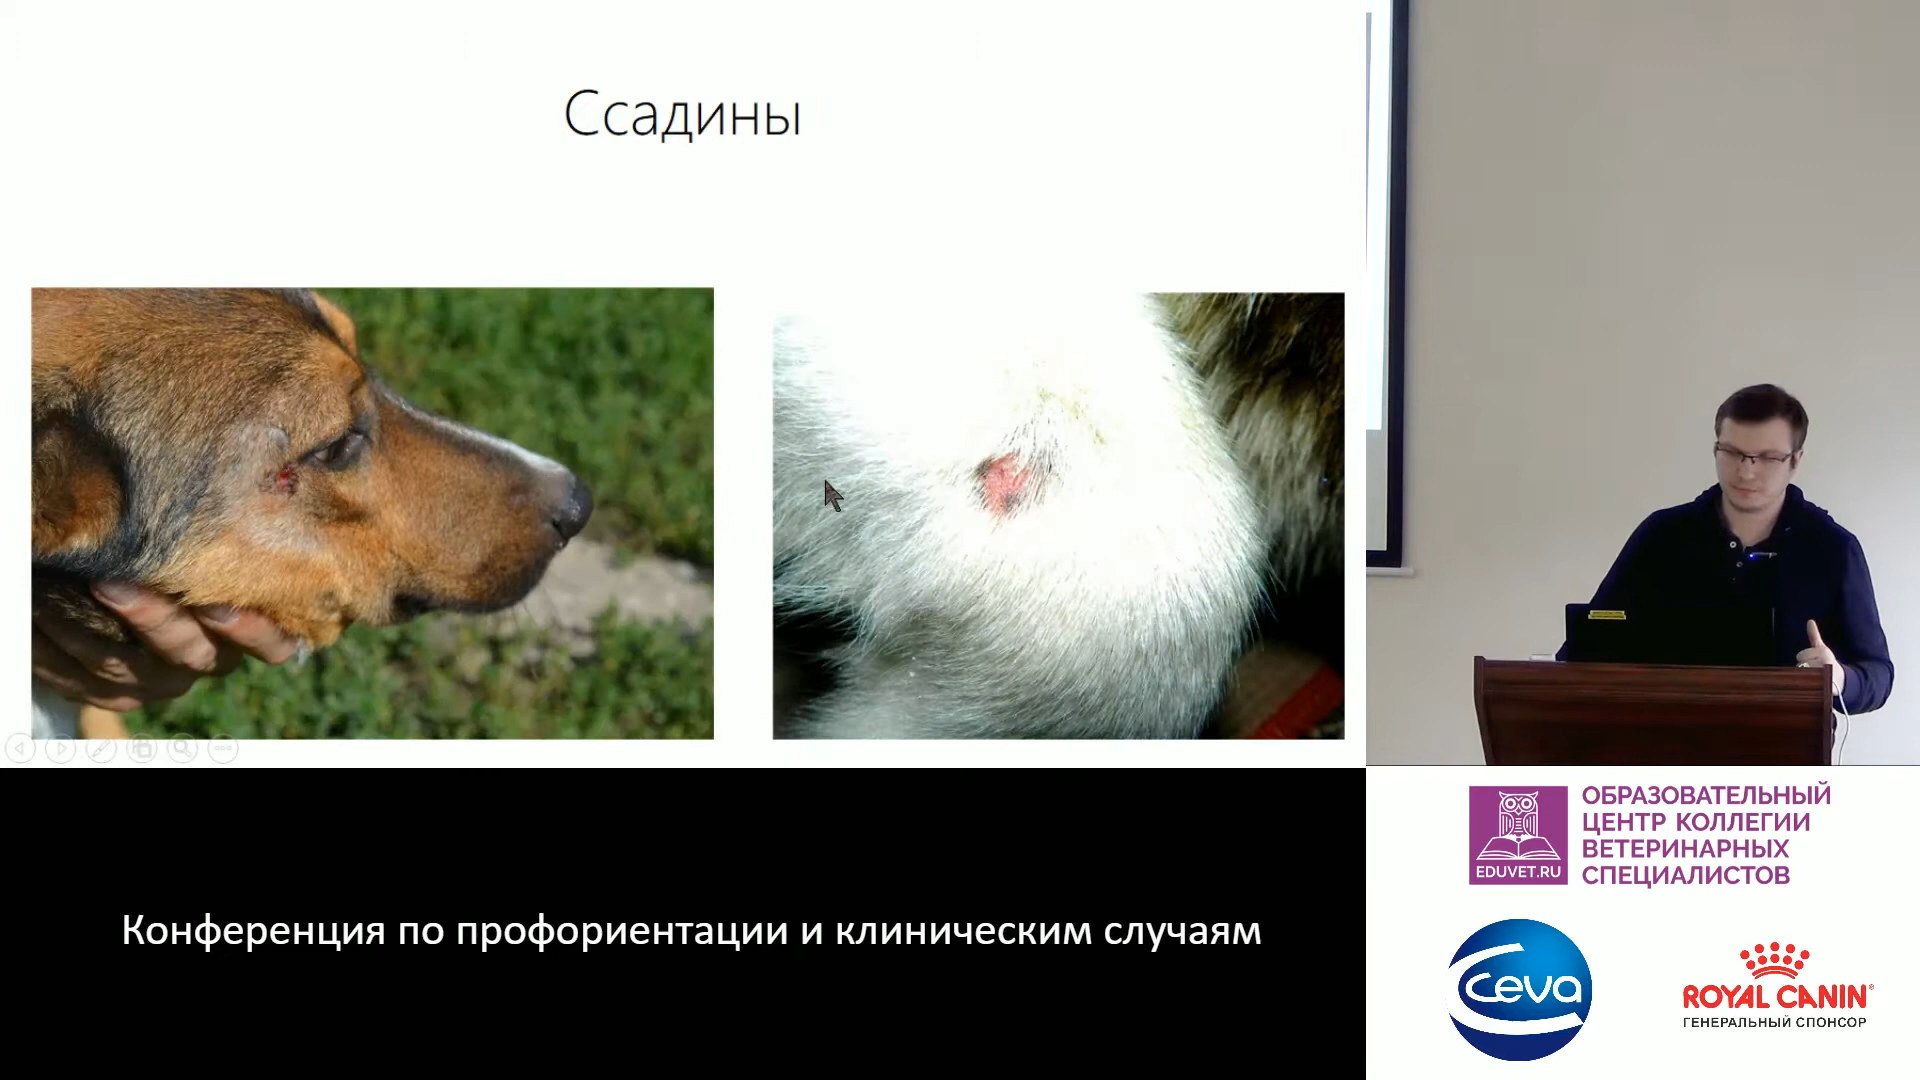 Ссадины
Конференция по профориентации и клиническим случаям
EDUVET.RU
ОБРАЗОВАТЕЛЬНЫЙ
ЦЕНТР КОЛЛЕГИИ
ВЕТЕРИНАРНЫХ
СПЕЦИАЛИСТОВ
ceva
ROYAL CANIN®
ГЕНЕРАЛЬНЫЙ СПОНСОР